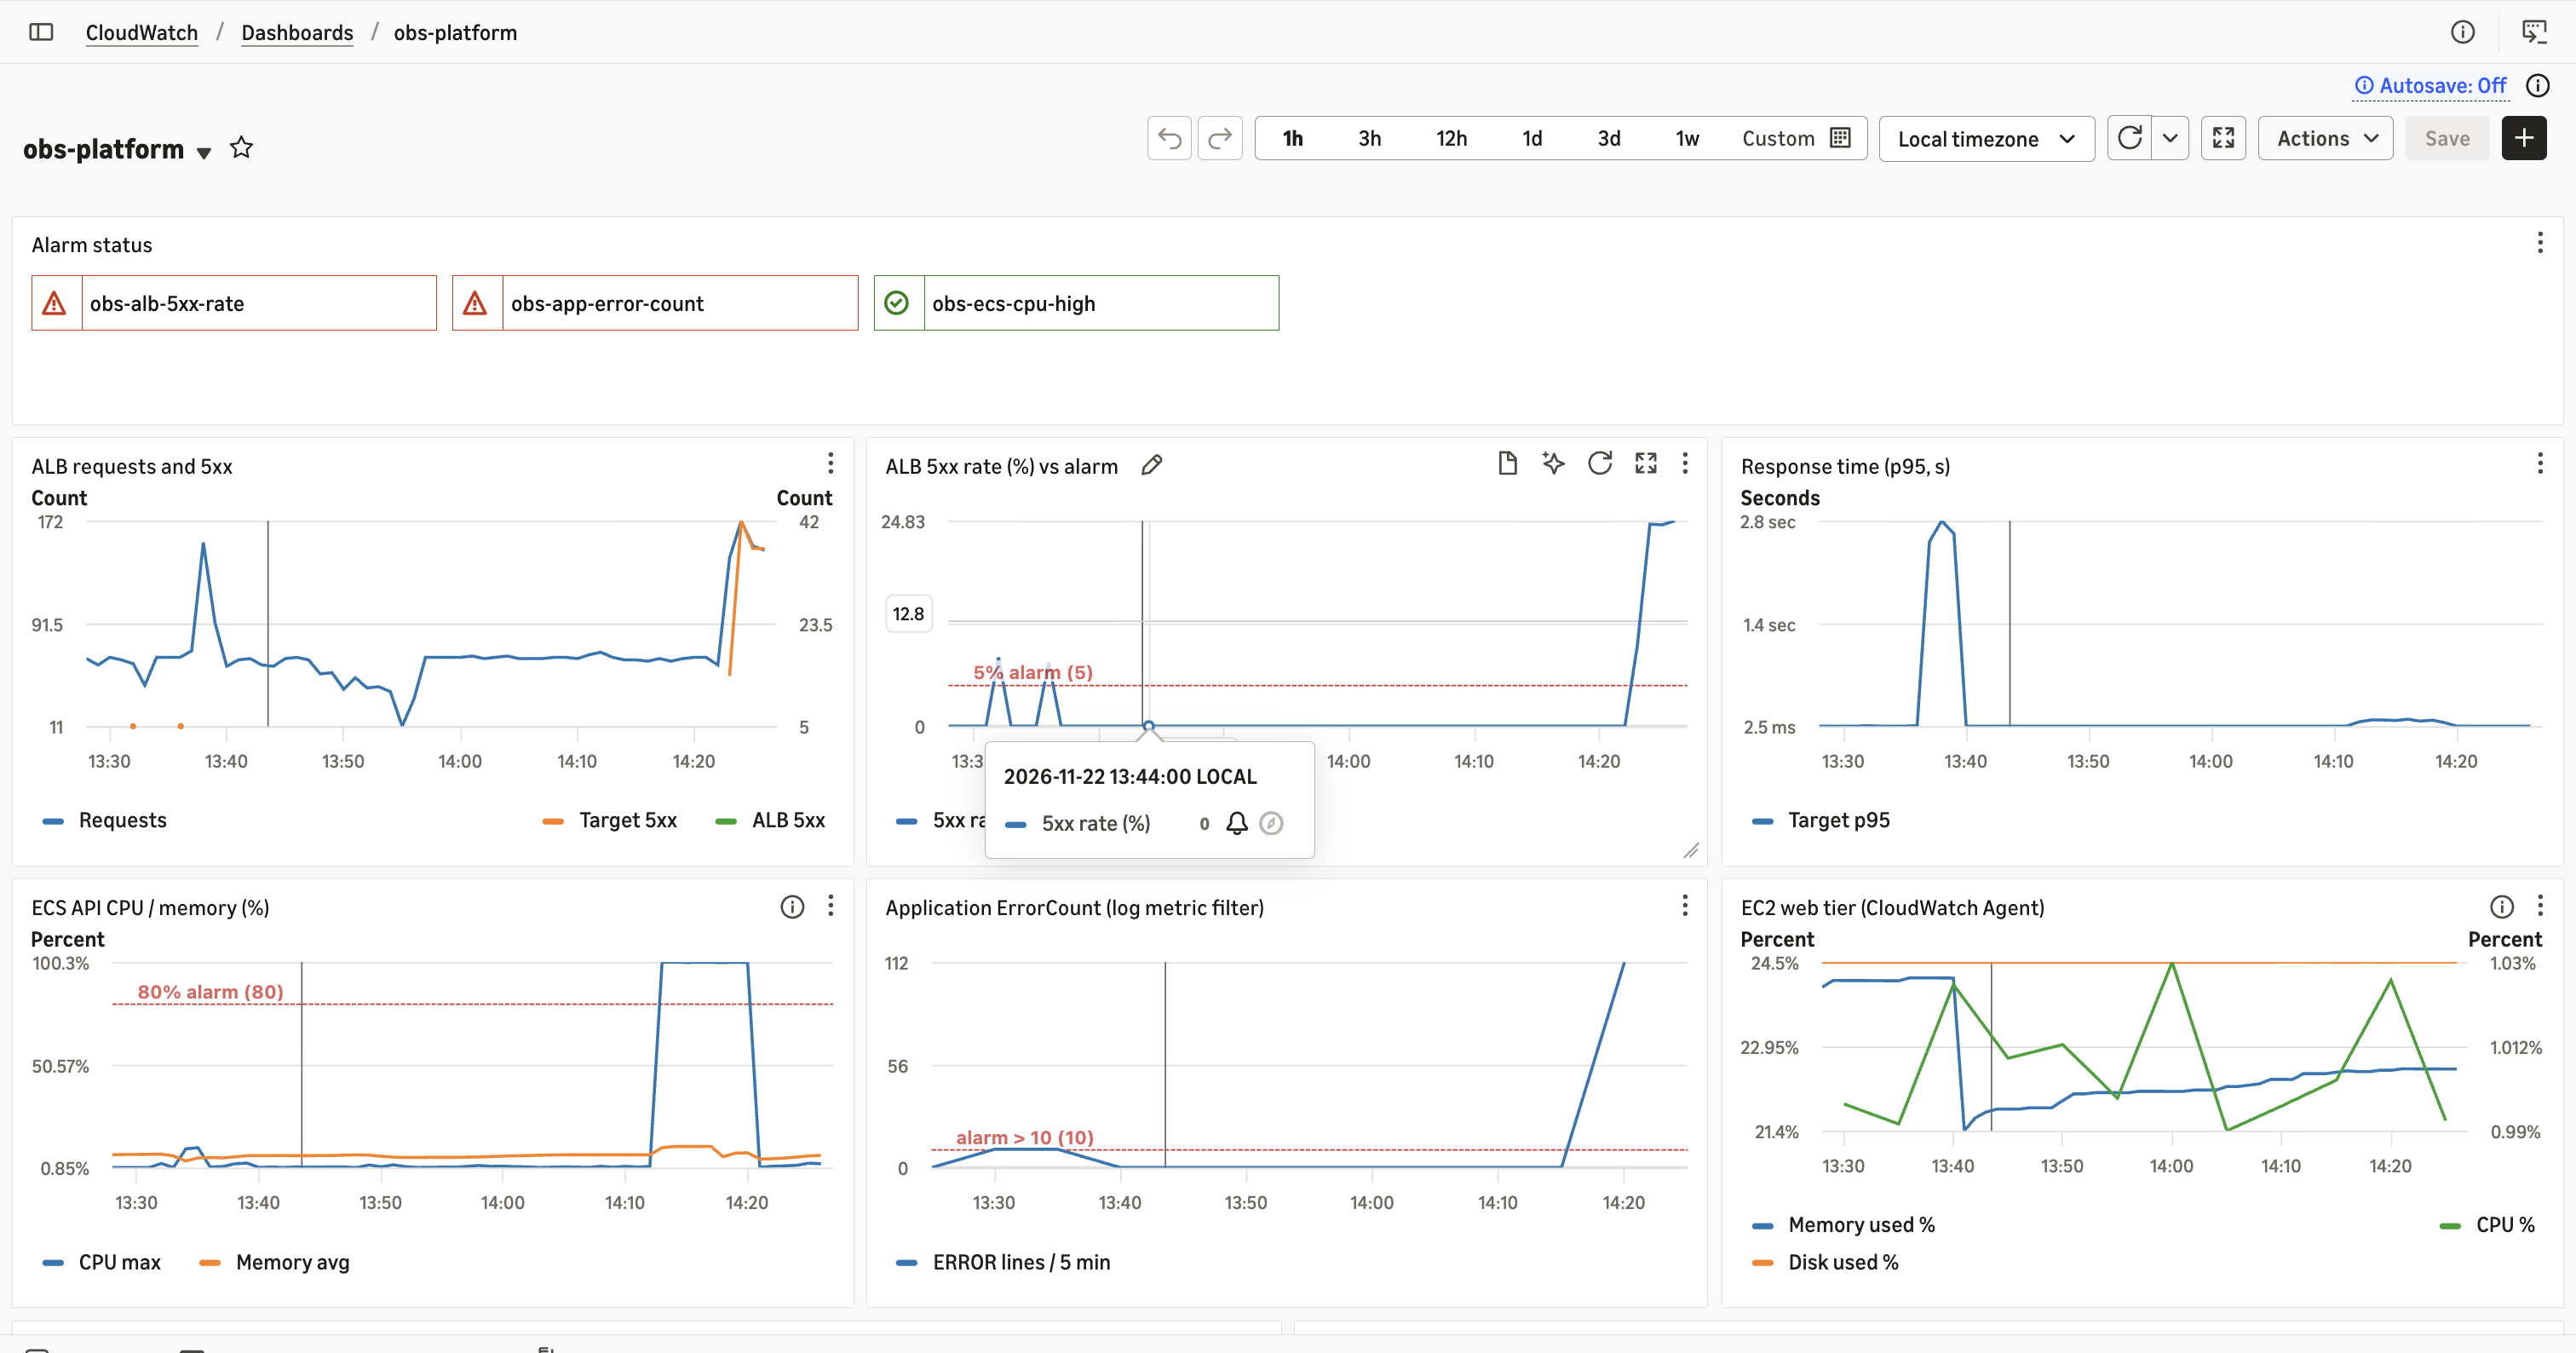 CloudWatch / Dashboards / obs-platform
Autosave: Off
obs-platform
1h 3h 12h 1d 3d 1w Custom Local timezone Actions Save
Alarm status
obs-alb-5xx-rate obs-app-error-count obs-ecs-cpu-high
ALB requests and 5xx
Count Count
172 42
91.5 23.5
11 5
13:30 13:40 13:50 14:00 14:10 14:20
Requests Target 5xx ALB 5xx
ALB 5xx rate (%) vs alarm
24.83
12.8
5% alarm (5)
0
13:3 14:00 14:10 14:20
5xx ra
2026-11-22 13:44:00 LOCAL
5xx rate (%) 0
Response time (p95, s)
Seconds
2.8 sec
1.4 sec
2.5 ms
13:30 13:40 13:50 14:00 14:10 14:20
Target p95
ECS API CPU / memory (%)
Percent
100.3%
80% alarm (80)
50.57%
0.85%
13:30 13:40 13:50 14:00 14:10 14:20
CPU max Memory avg
Application ErrorCount (log metric filter)
112
56
alarm > 10 (10)
0
13:30 13:40 13:50 14:00 14:10 14:20
ERROR lines / 5 min
EC2 web tier (CloudWatch Agent)
Percent Percent
24.5% 1.03%
22.95% 1.012%
21.4% 0.99%
13:30 13:40 13:50 14:00 14:10 14:20
Memory used % CPU %
Disk used %